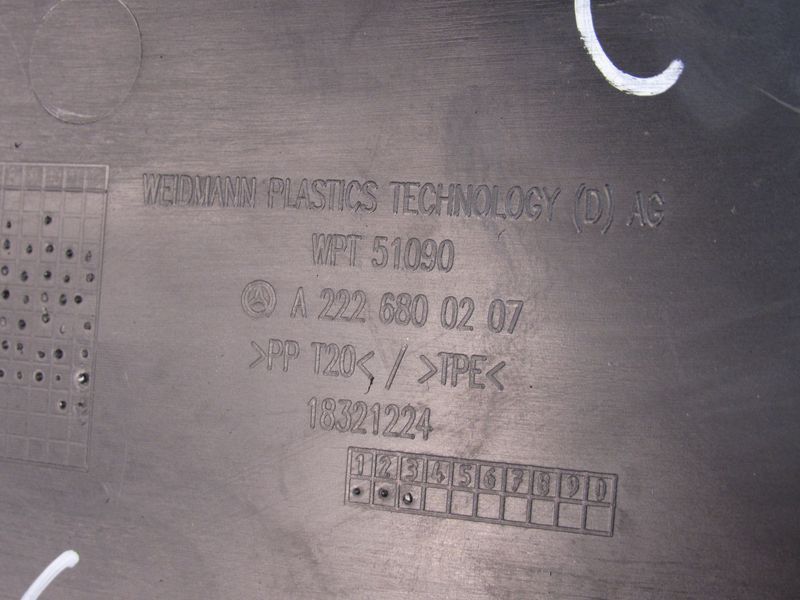 WEIDMANN PLASTICS TECHNOLOGY (D) AG
WPT 51090
A 222 680 02 07
>PP T20< / >TPE<
18321224
1 2 3 4 5 6 7 8 9 0